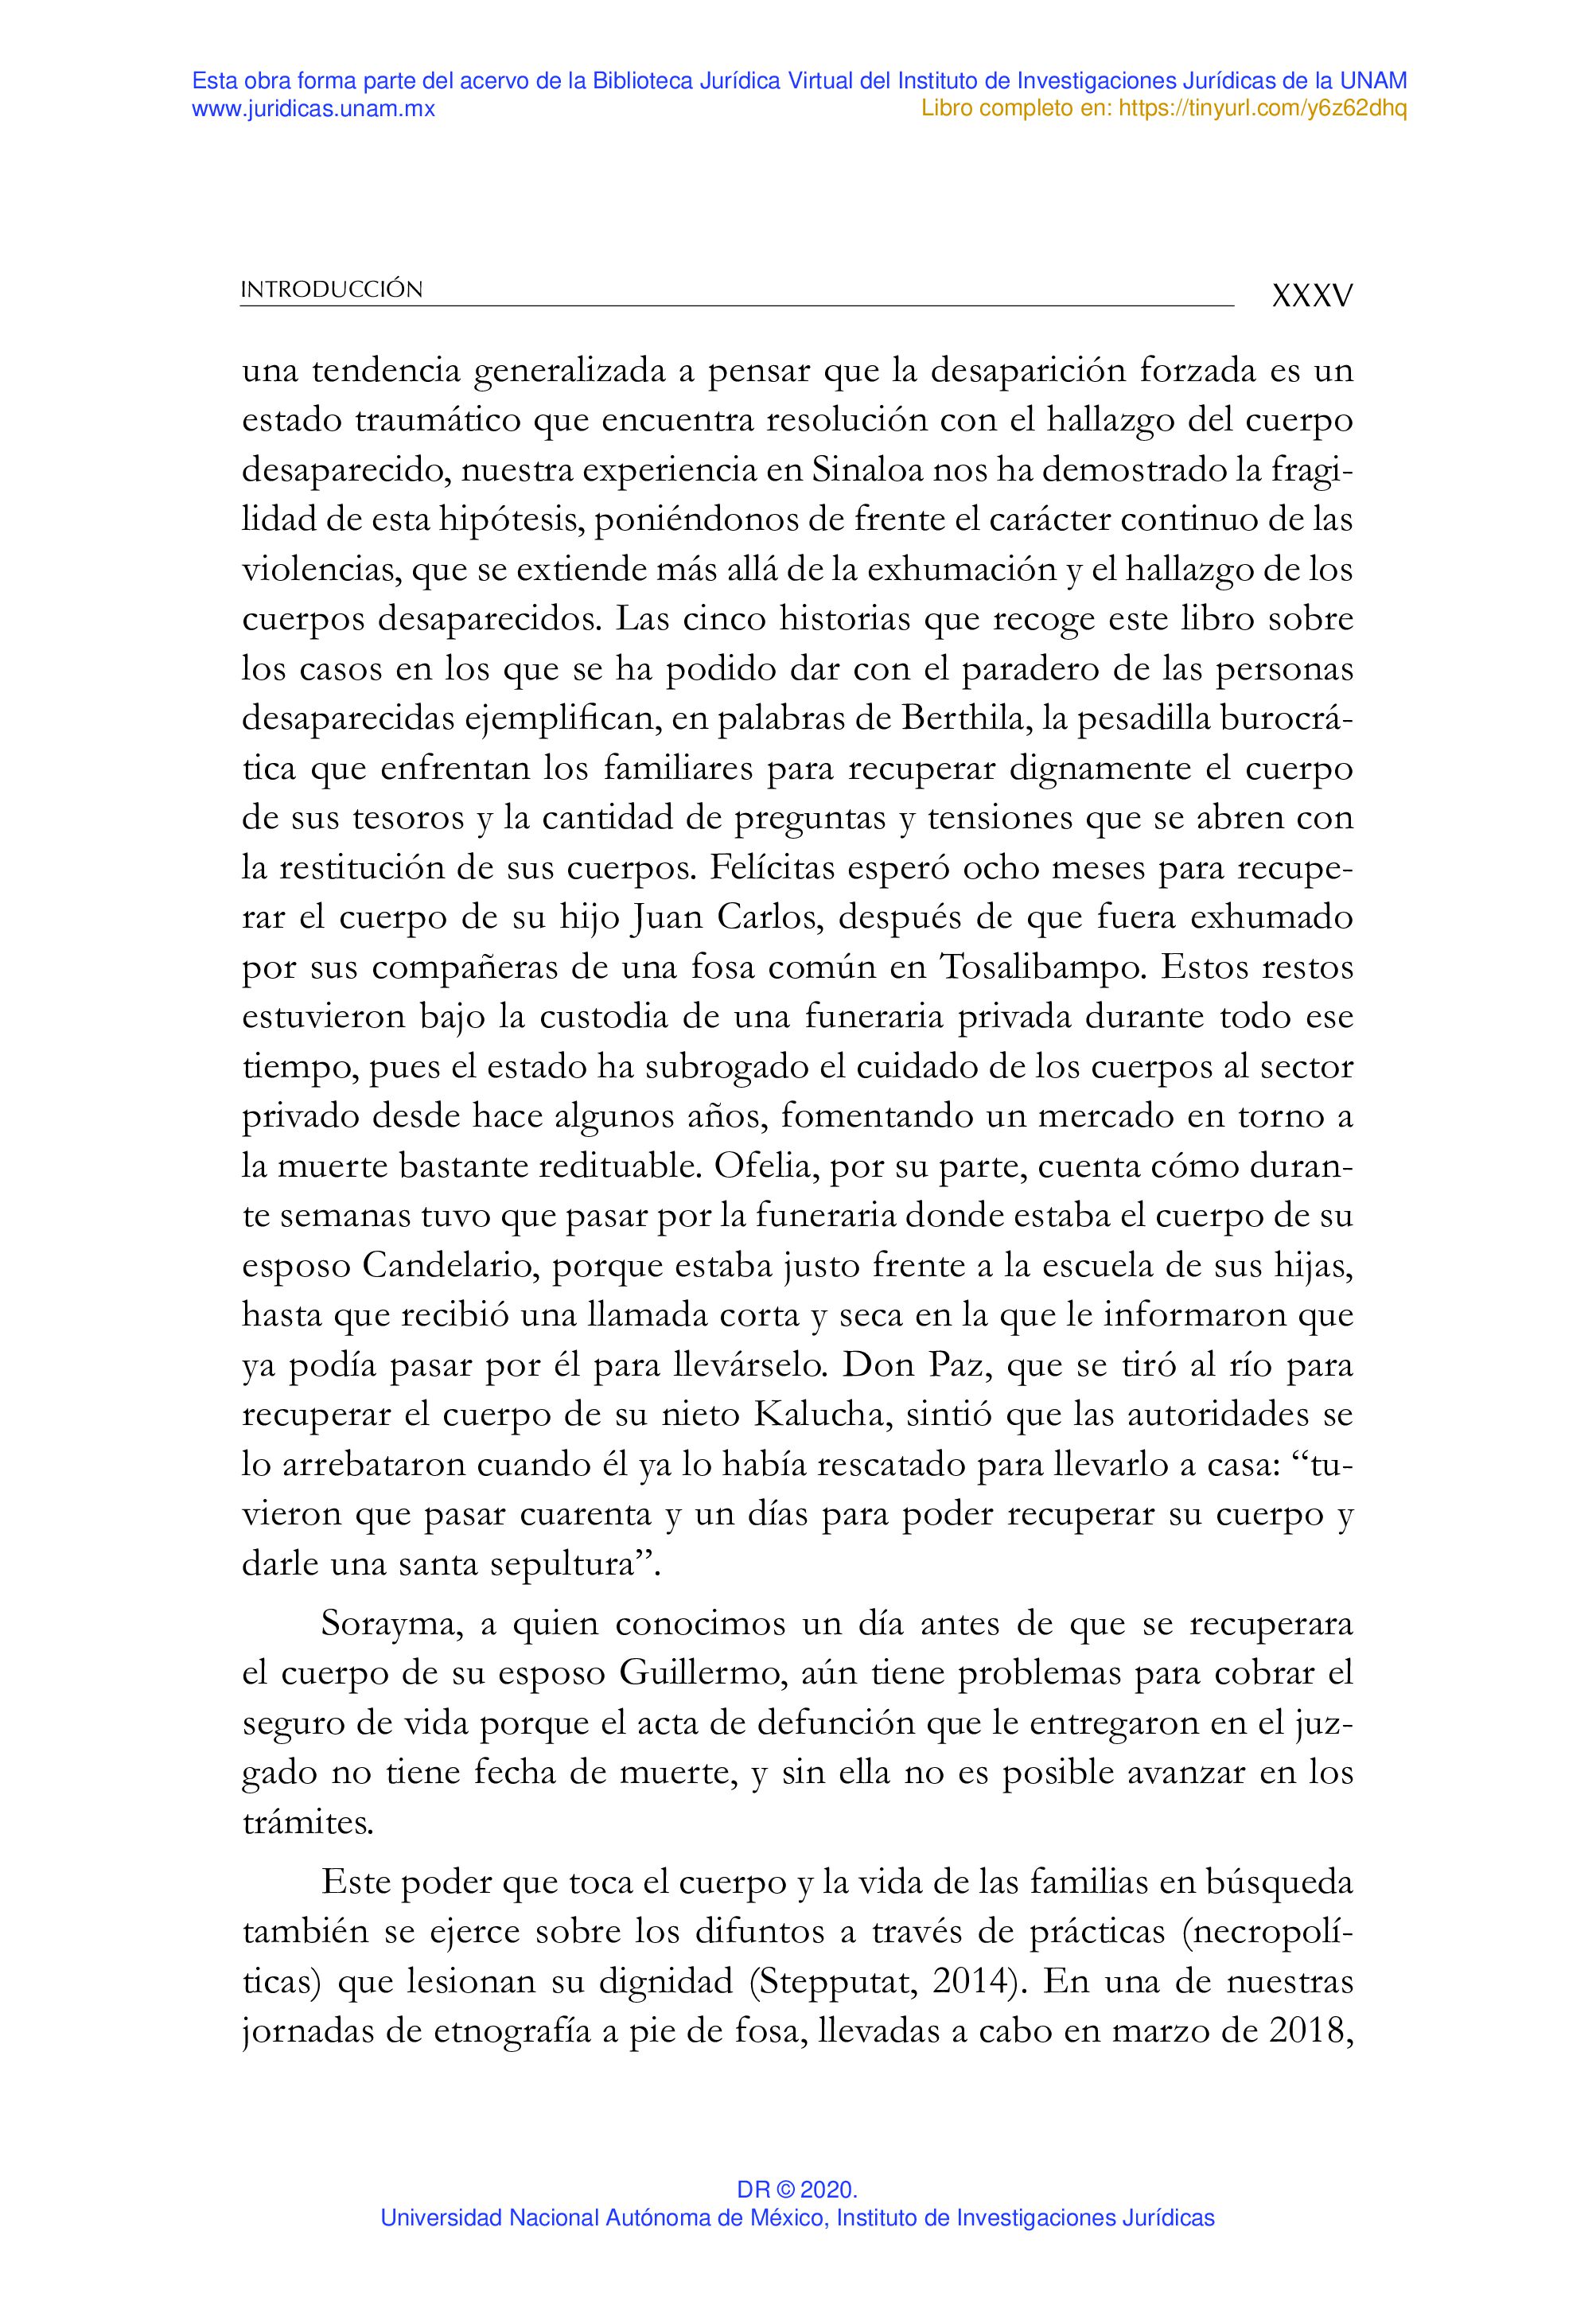 Esta obra forma parte del acervo de la Biblioteca Jurídica Virtual del Instituto de Investigaciones Jurídicas de la UNAM
www.juridicas.unam.mx
Libro completo en: https://tinyurl.com/y6z62dhq
INTRODUCCIÓN
XXXV
una tendencia generalizada a pensar que la desaparición forzada es un
estado traumático que encuentra resolución con el hallazgo del cuerpo
desaparecido, nuestra experiencia en Sinaloa nos ha demostrado la fragi-
lidad de esta hipótesis, poniéndonos de frente el carácter continuo de las
violencias, que se extiende más allá de la exhumación y el hallazgo de los
cuerpos desaparecidos. Las cinco historias que recoge este libro sobre
los casos en los que se ha podido dar con el paradero de las personas
desaparecidas ejemplifican, en palabras de Berthila, la pesadilla burocrá-
tica que enfrentan los familiares para recuperar dignamente el cuerpo
de sus tesoros y la cantidad de preguntas y tensiones que se abren con
la restitución de sus cuerpos. Felícitas esperó ocho meses para recupe-
rar el cuerpo de su hijo Juan Carlos, después de que fuera exhumado
por sus compañeras de una fosa común en Tosalibampo. Estos restos
estuvieron bajo la custodia de una funeraria privada durante todo ese
tiempo, pues el estado ha subrogado el cuidado de los cuerpos al sector
privado desde hace algunos años, fomentando un mercado en torno a
la muerte bastante redituable. Ofelia, por su parte, cuenta cómo duran-
te semanas tuvo que pasar por la funeraria donde estaba el cuerpo de su
esposo Candelario, porque estaba justo frente a la escuela de sus hijas,
hasta que recibió una llamada corta y seca en la que le informaron que
ya podía pasar por él para llevárselo. Don Paz, que se tiró al río para
recuperar el cuerpo de su nieto Kalucha, sintió que las autoridades se
lo arrebataron cuando él ya lo había rescatado para llevarlo a casa: “tu-
vieron que pasar cuarenta y un días para poder recuperar su cuerpo y
darle una santa sepultura”.
Sorayma, a quien conocimos un día antes de que se recuperara
el cuerpo de su esposo Guillermo, aún tiene problemas para cobrar el
seguro de vida porque el acta de defunción que le entregaron en el juz-
gado no tiene fecha de muerte, y sin ella no es posible avanzar en los
trámites.
Este poder que toca el cuerpo y la vida de las familias en búsqueda
también se ejerce sobre los difuntos a través de prácticas (necropolí-
ticas) que lesionan su dignidad (Stepputat, 2014). En una de nuestras
jornadas de etnografía a pie de fosa, llevadas a cabo en marzo de 2018,
DR © 2020.
Universidad Nacional Autónoma de México, Instituto de Investigaciones Jurídicas